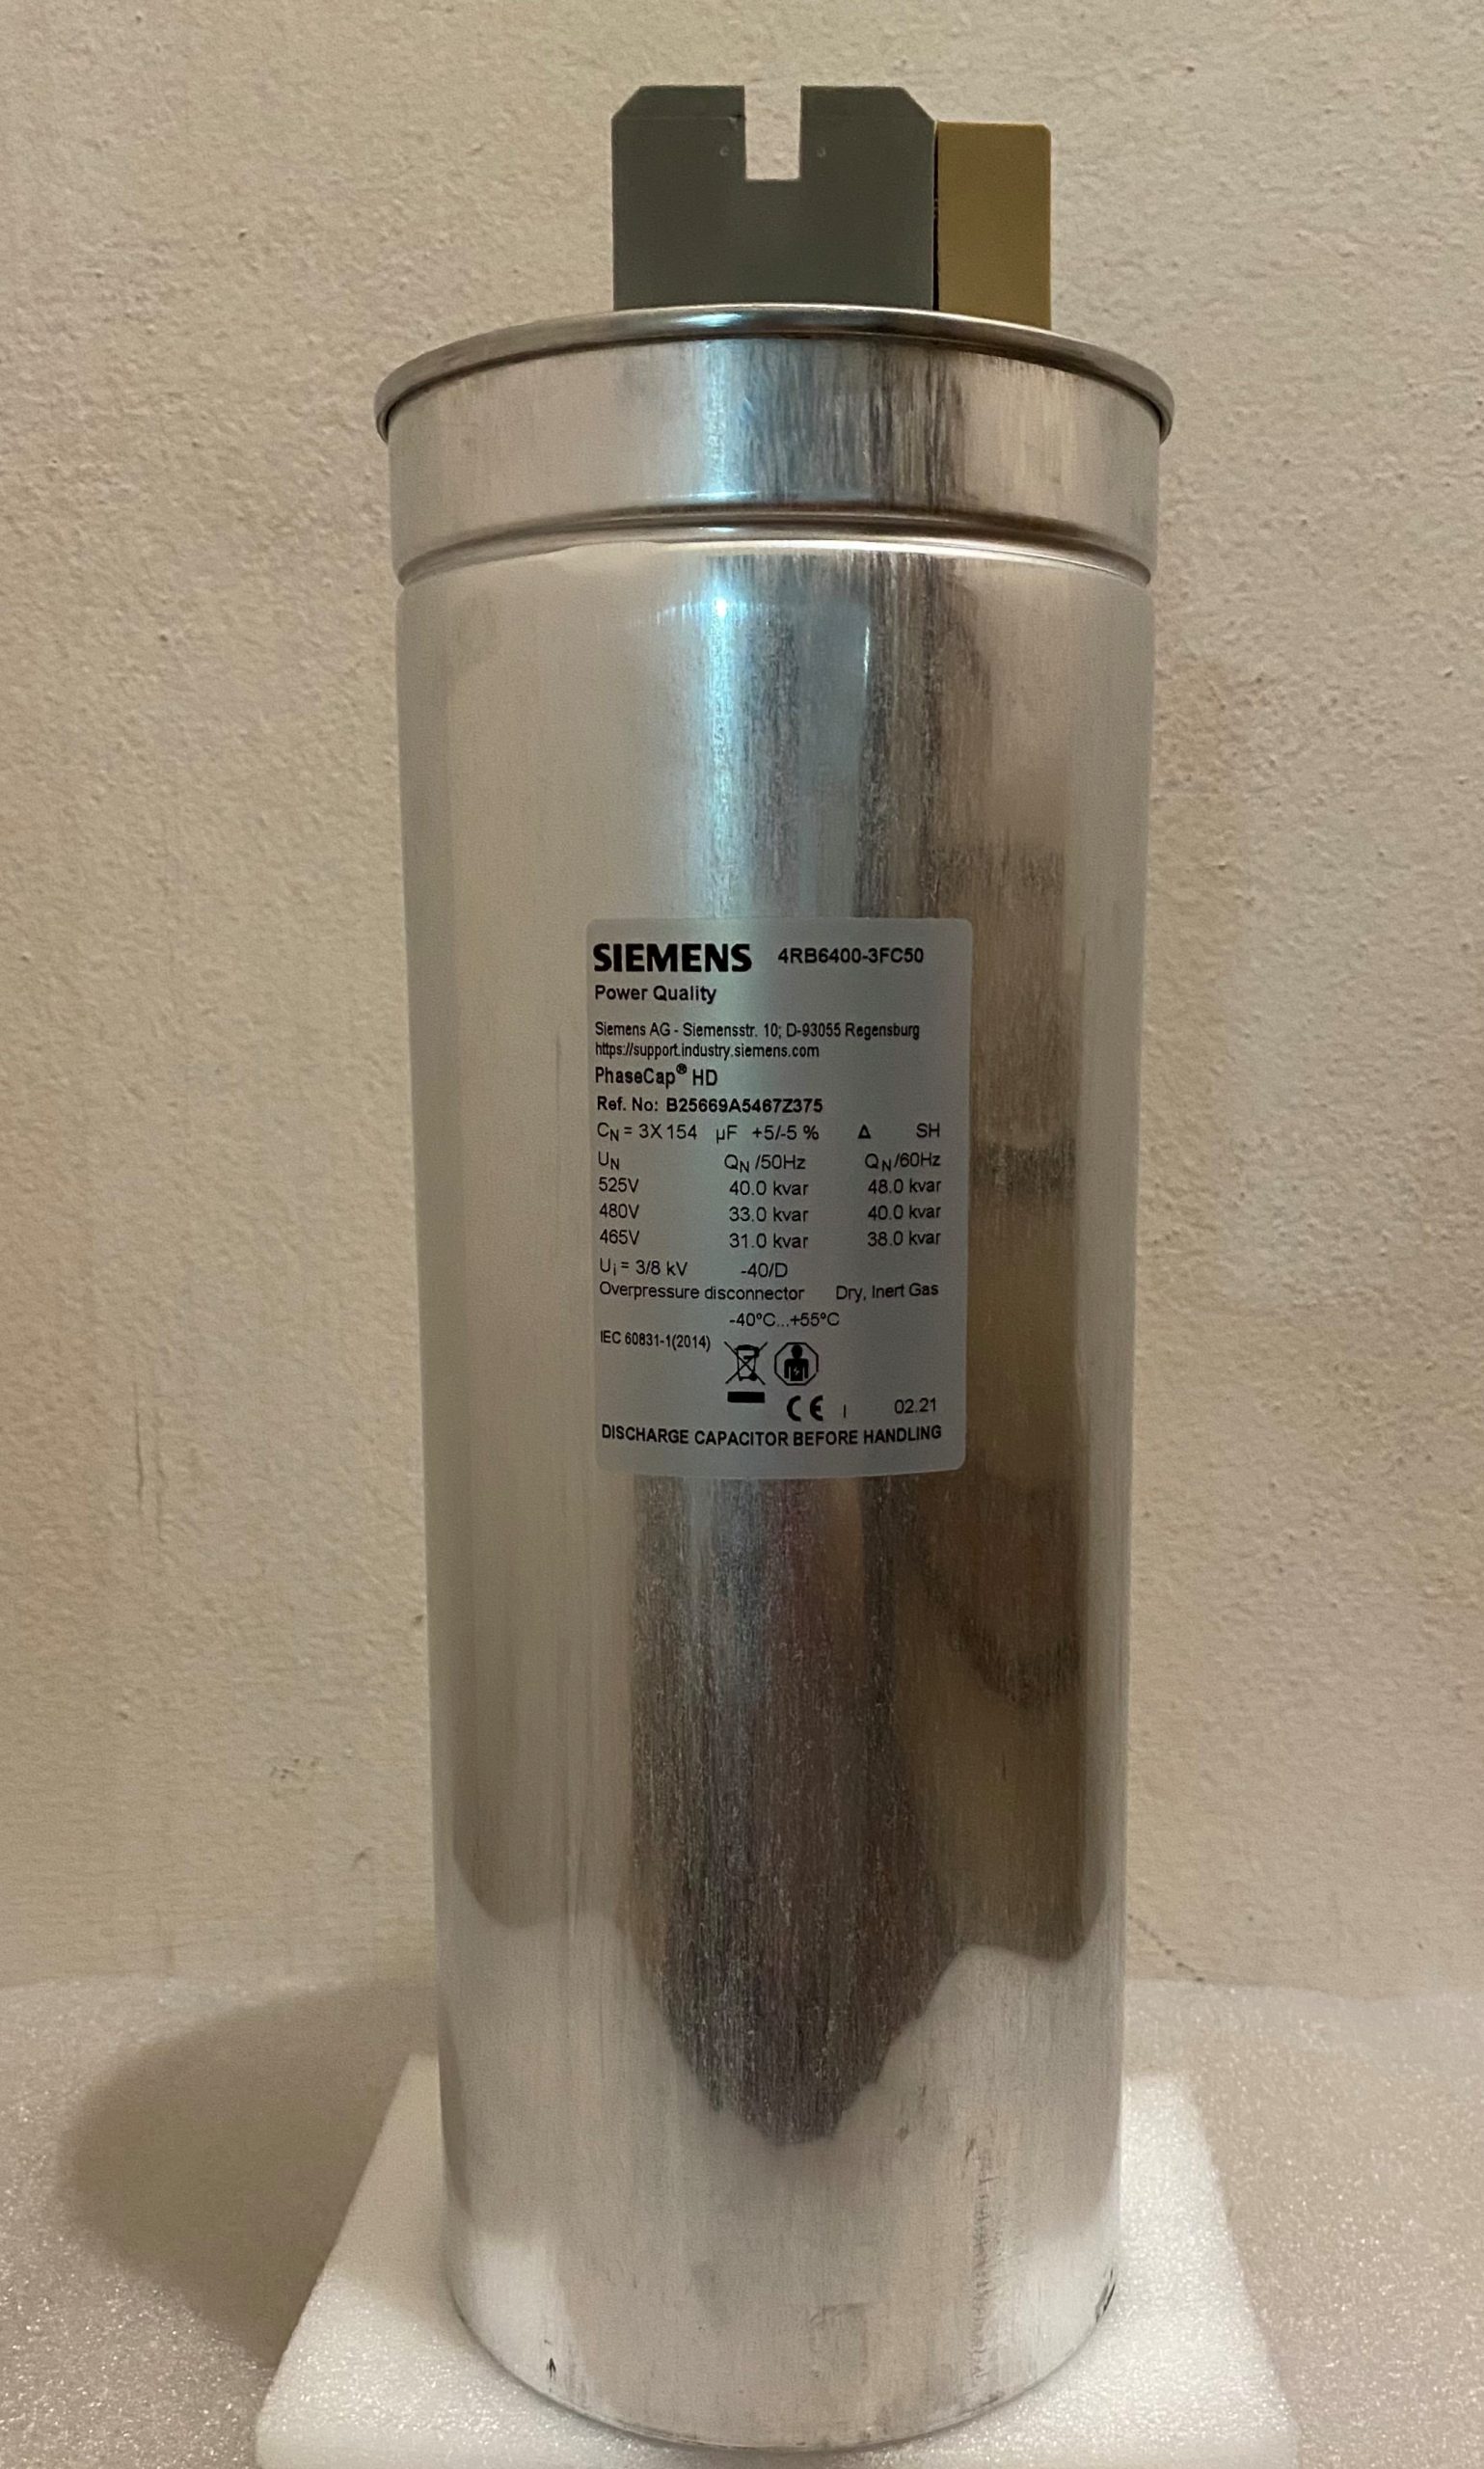 SIEMENS 4RB6400-3FC50
Power Quality
Siemens AG - Siemensstr. 10; D-93055 Regensburg
https://support.industry.siemens.com
PhaseCap® HD
Ref. No: B25669A5467Z375
CN = 3X 154 µF +5/-5 % Δ SH
UN QN /50Hz QN /60Hz
525V 40.0 kvar 48.0 kvar
480V 33.0 kvar 40.0 kvar
465V 31.0 kvar 38.0 kvar
Ui = 3/8 kV -40/D
Overpressure disconnector Dry, Inert Gas
-40°C...+55°C
IEC 60831-1(2014)
CE I 02.21
DISCHARGE CAPACITOR BEFORE HANDLING